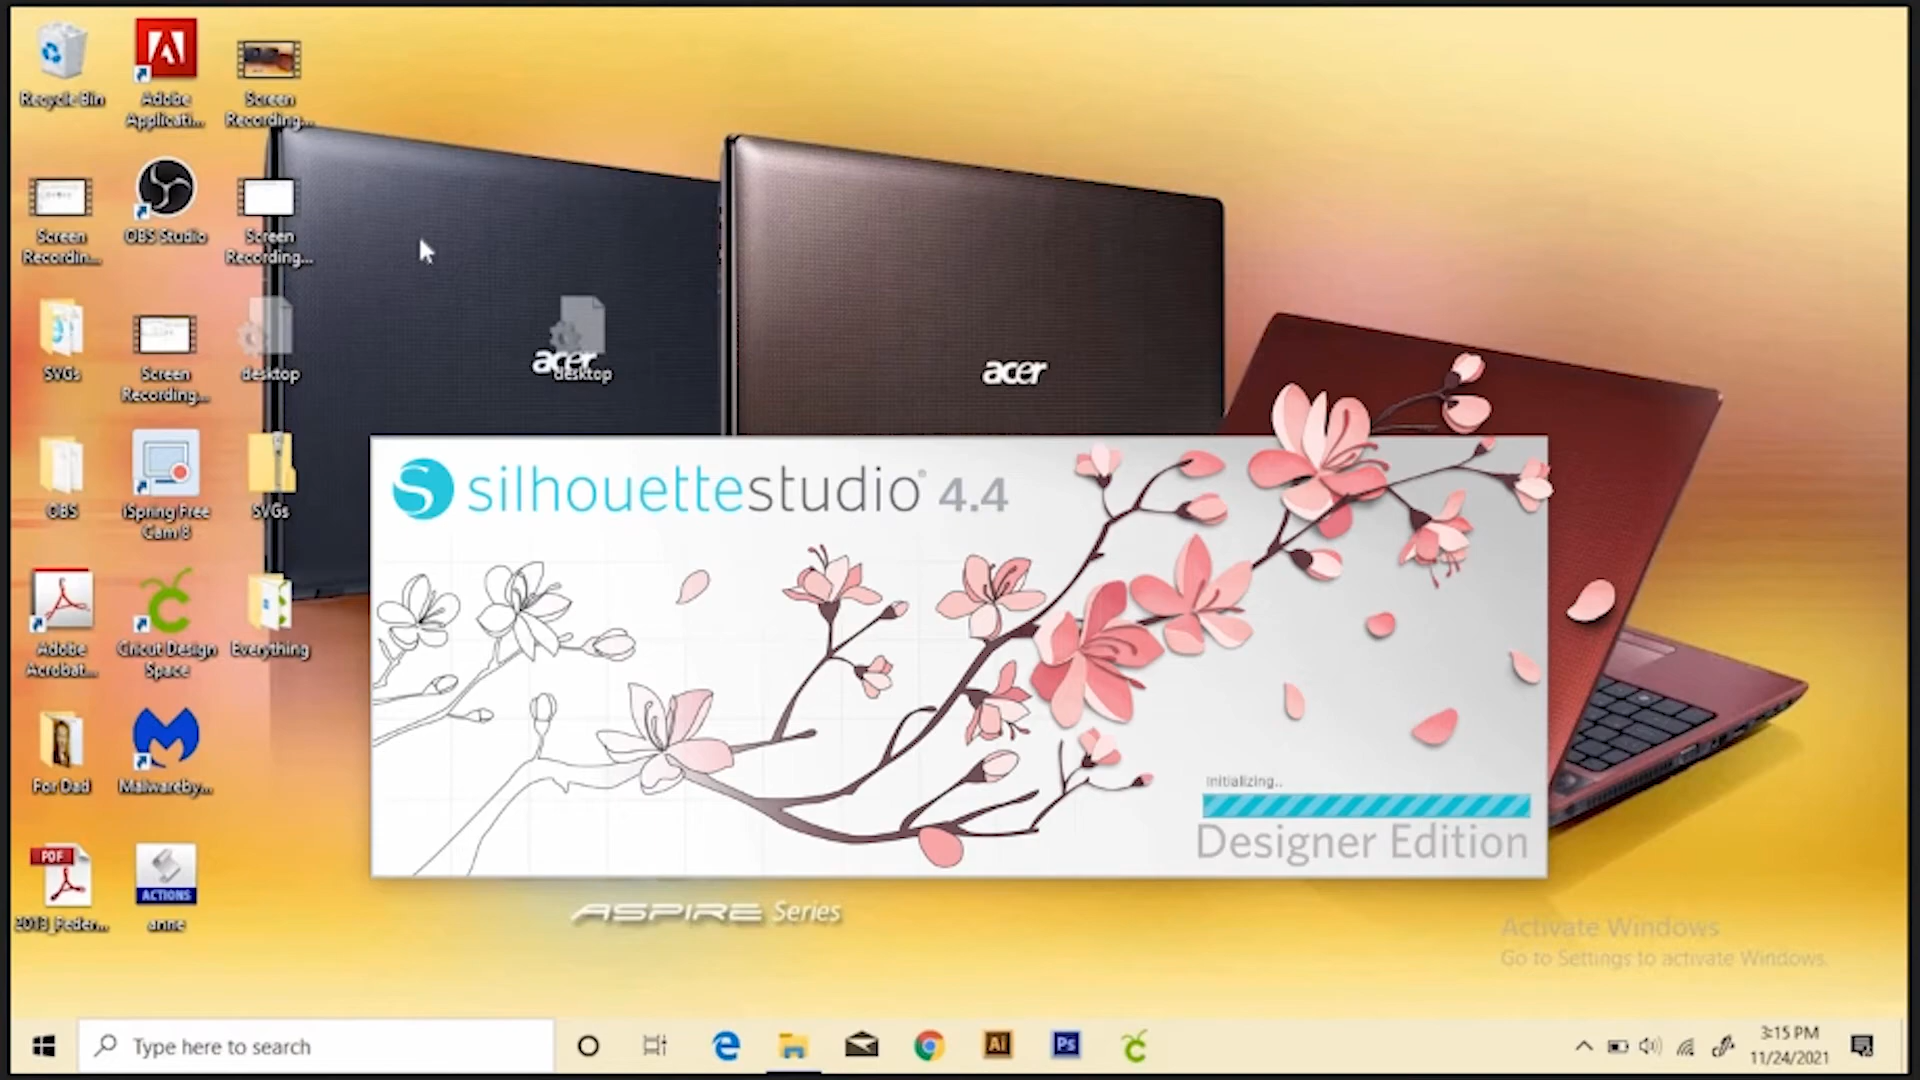 Recycle Bin
Adobe
Applicati...
Screen
Recording...
Screen
Recordin...
OBS Studio
Screen
Recording...
SVGs
Screen
Recording...
desktop
acer
desktop
acer
OBS
iSpring Free
Cam 8
SVGs
silhouettestudio® 4.4
Adobe
Acrobat...
Cricut Design
Space
Everything
For Dad
Malwareby...
Initializing..
Designer Edition
PDF
2013_Feder...
ACTIONS
anne
ASPIRE Series
Activate Windows
Go to Settings to activate Windows.
Type here to search
Ai
Ps
3:15 PM
11/24/2021